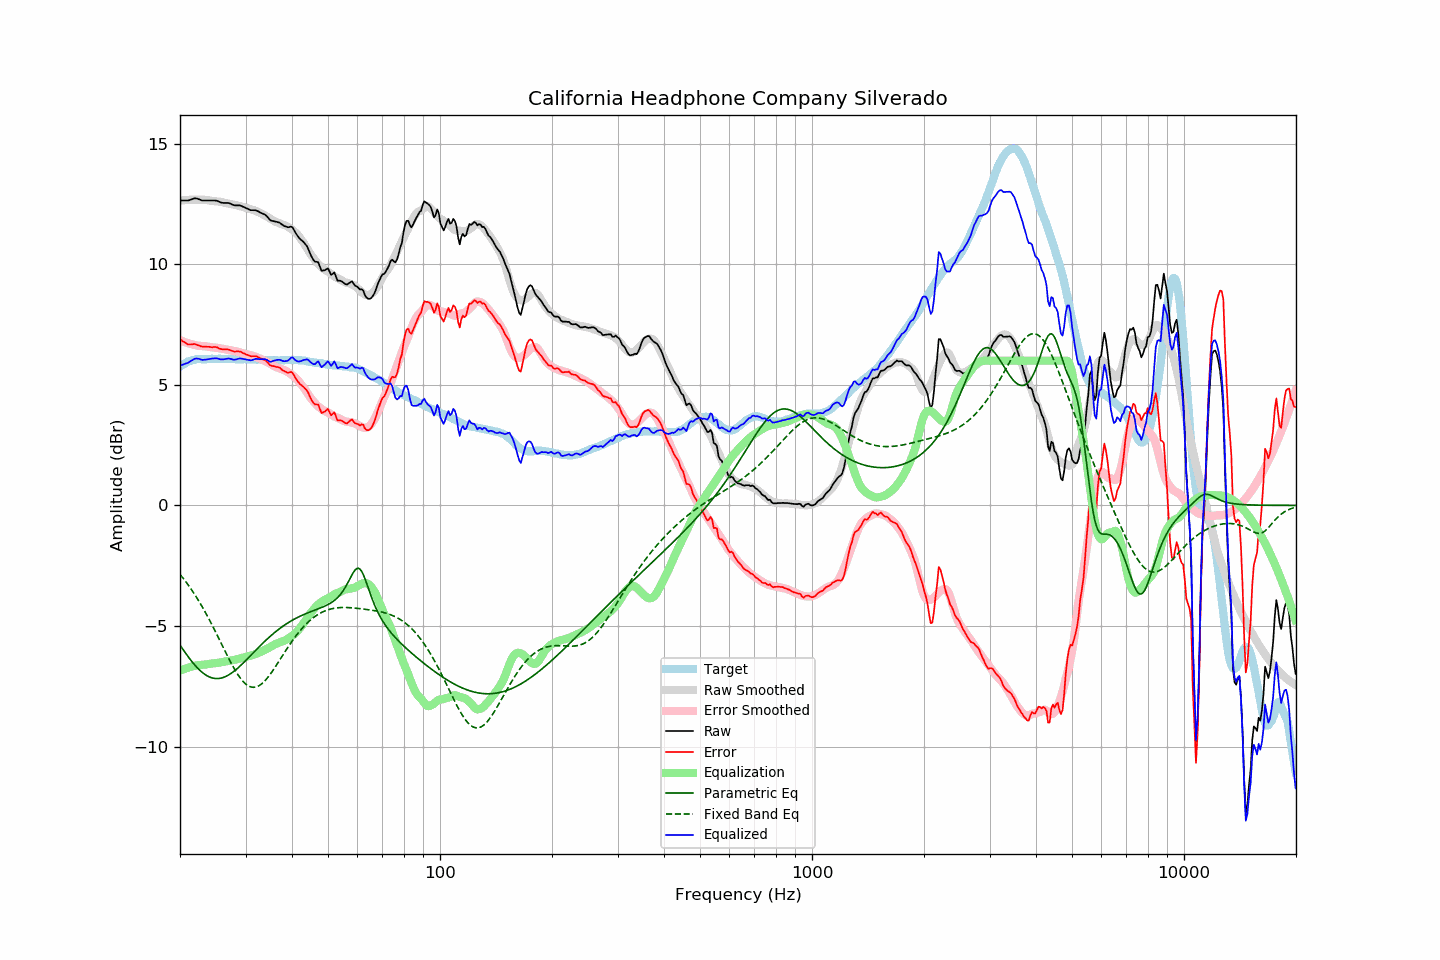 California Headphone Company Silverado
15
10
5
0
−5
−10
Amplitude (dBr)
100
1000
10000
Frequency (Hz)
Target
Raw Smoothed
Error Smoothed
Raw
Error
Equalization
Parametric Eq
Fixed Band Eq
Equalized